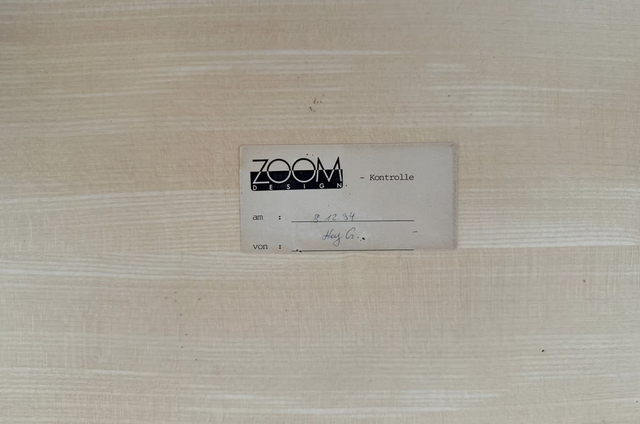 ZOOM
DESIGN
- Kontrolle
am :
von :